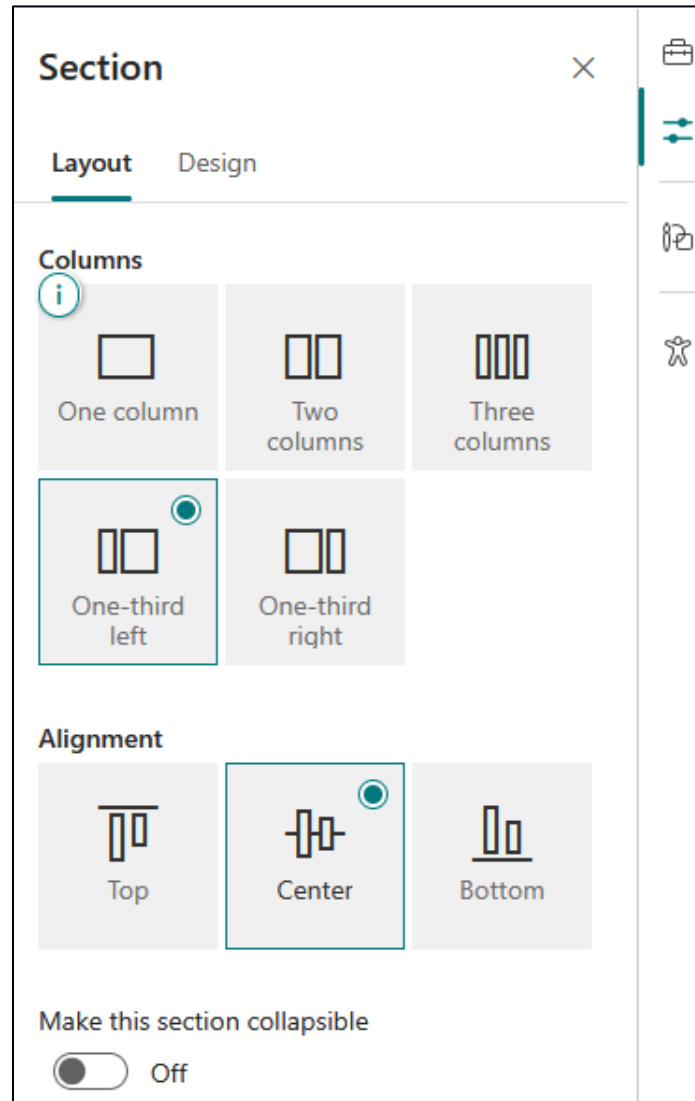 Section
Layout Design
Columns
i
One column
Two
columns
Three
columns
One-third
left
One-third
right
Alignment
Top
Center
Bottom
Make this section collapsible
Off